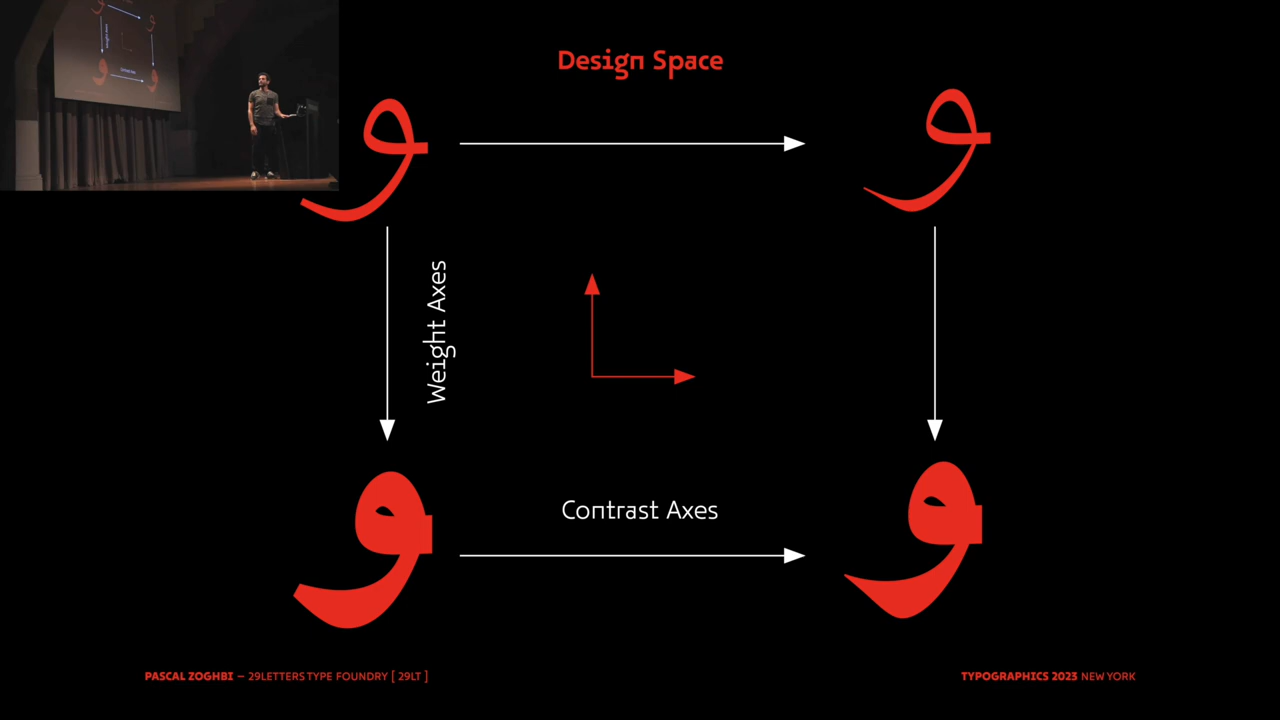 Design Space
و
و
Weight Axes
Contrast Axes
و
و
PASCAL ZOGHBI – 29LETTERS TYPE FOUNDRY [ 29LT ]
TYPOGRAPHICS 2023 NEW YORK